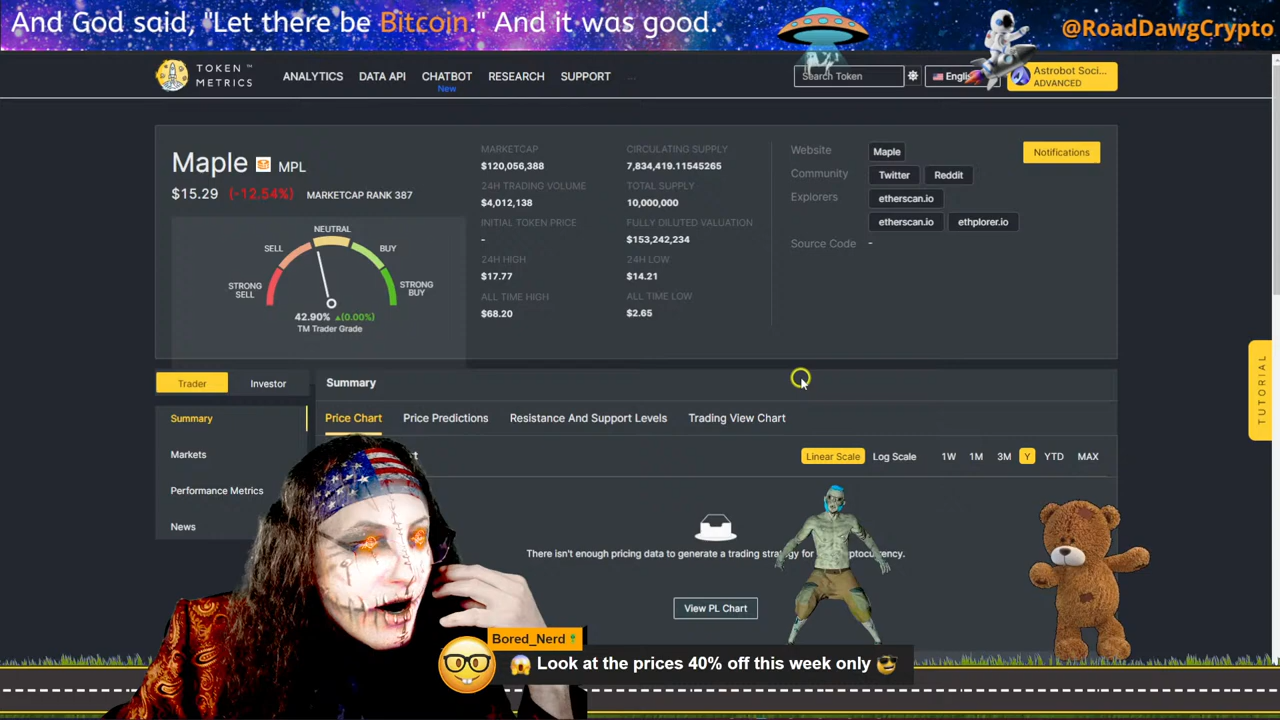 And God said, "Let there be Bitcoin." And it was good.
@RoadDawgCrypto
TOKEN ™
METRICS
ANALYTICS
DATA API
CHATBOT
New
RESEARCH
SUPPORT
...
Search Token
Astrobot Soci...
ADVANCED
Maple MPL
$15.29 (-12.54%) MARKETCAP RANK 387
NEUTRAL
SELL
BUY
STRONG SELL
STRONG BUY
42.90% ▲(0.00%)
TM Trader Grade
MARKETCAP
$120,056,388
CIRCULATING SUPPLY
7,834,419.11545265
24H TRADING VOLUME
$4,012,138
TOTAL SUPPLY
10,000,000
INITIAL TOKEN PRICE
-
FULLY DILUTED VALUATION
$153,242,234
24H HIGH
$17.77
24H LOW
$14.21
ALL TIME HIGH
$68.20
ALL TIME LOW
$2.65
Website Maple
Community Twitter Reddit
Explorers etherscan.io
etherscan.io ethplorer.io
Source Code -
Notifications
TUTORIAL
Trader Investor
Summary
Markets
Performance Metrics
News
Summary
Price Chart Price Predictions Resistance And Support Levels Trading View Chart
Linear Scale Log Scale 1W 1M 3M Y YTD MAX
There isn't enough pricing data to generate a trading strategy for
View PL Chart
Bored_Nerd
😱 Look at the prices 40% off this week only 😎